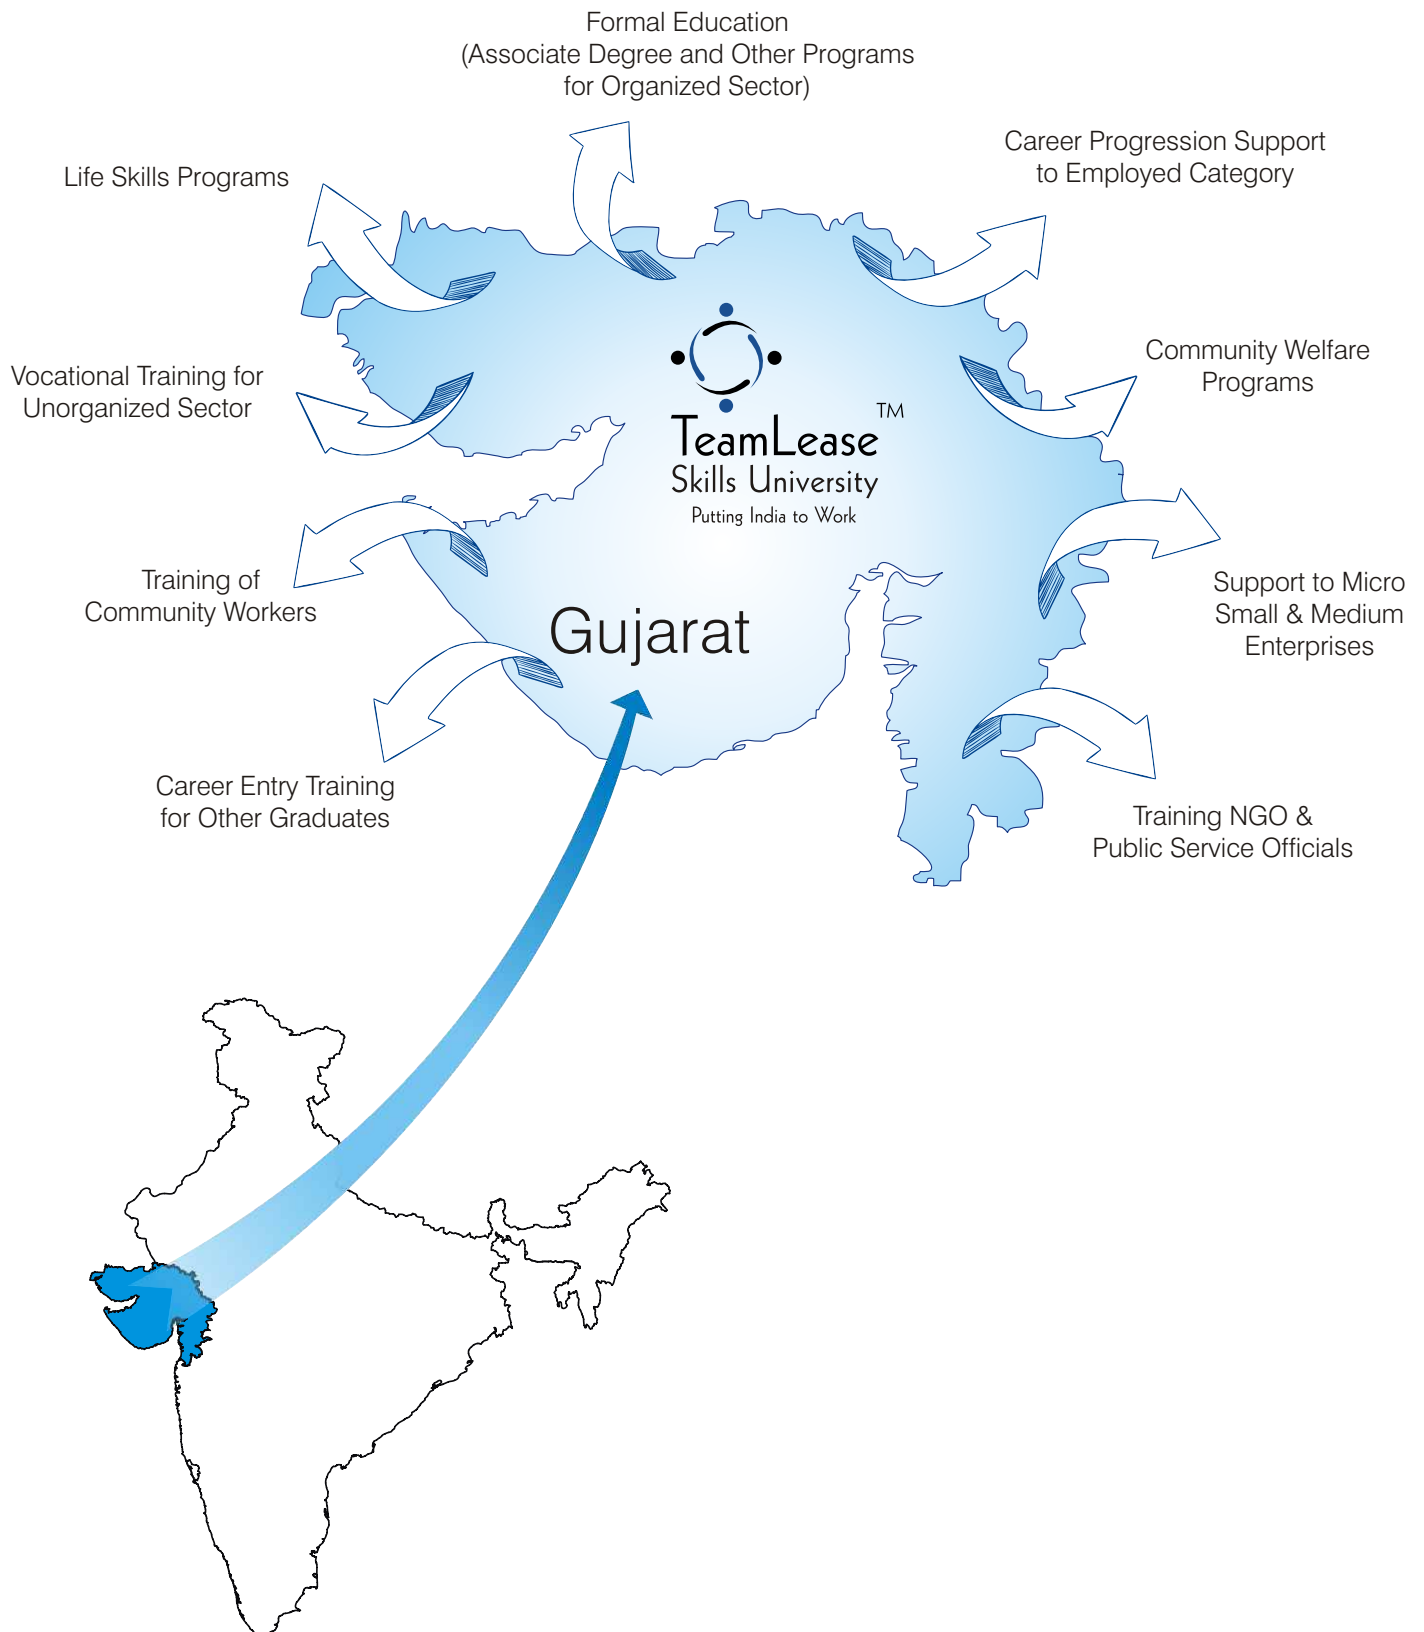 Formal Education
(Associate Degree and Other Programs
for Organized Sector)
Career Progression Support
to Employed Category
Life Skills Programs
Community Welfare
Programs
Vocational Training for
Unorganized Sector
TeamLease™
Skills University
Putting India to Work
Training of
Community Workers
Support to Micro
Small & Medium
Enterprises
Gujarat
Career Entry Training
for Other Graduates
Training NGO &
Public Service Officials